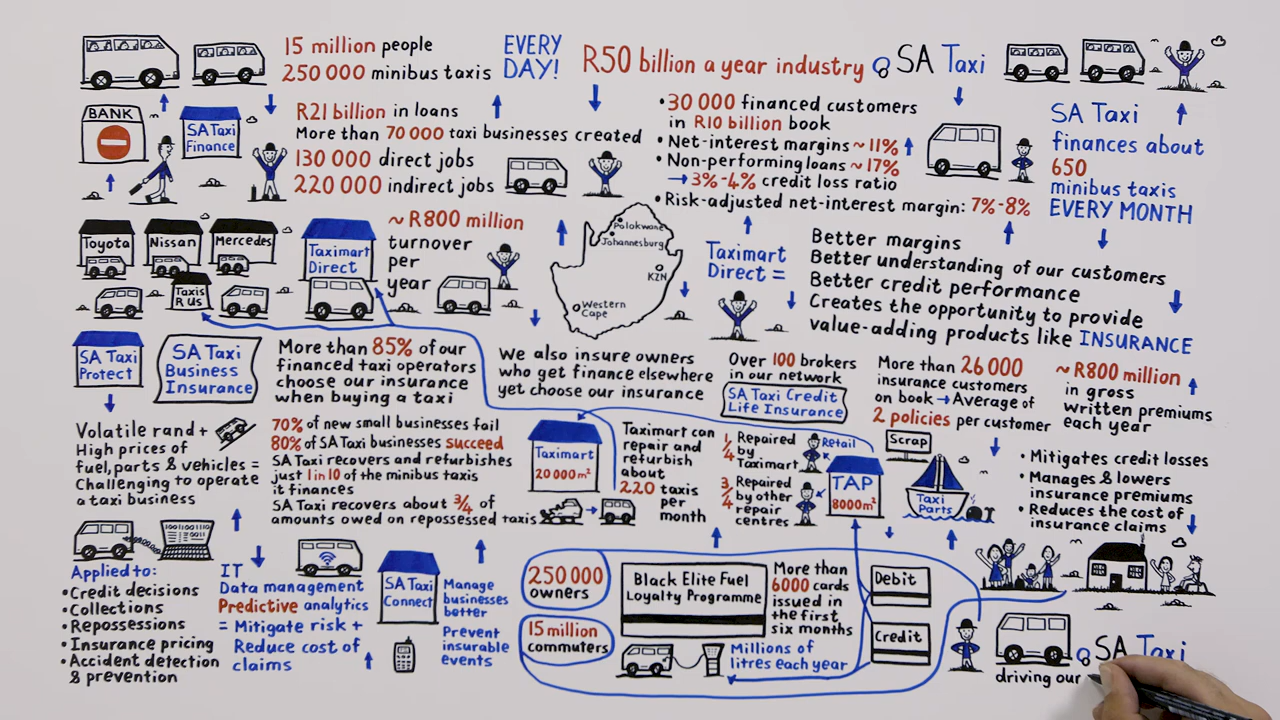 15 million people
250 000 minibus taxis
EVERY
DAY!
R50 billion a year industry
SA Taxi
BANK
SA Taxi
Finance
R21 billion in loans
More than 70 000 taxi businesses created
130 000 direct jobs
220 000 indirect jobs
• 30 000 financed customers
in R10 billion book
• Net-interest margins ~ 11%
• Non-performing loans ~ 17%
→ 3%-4% credit loss ratio
• Risk-adjusted net-interest margin: 7%-8%
SA Taxi
finances about
650
minibus taxis
EVERY MONTH
Toyota
Nissan
Mercedes
Taxis
R Us
Taximart
Direct
~ R800 million
turnover
per
year
Polokwane
Johannesburg
KZN
Western
Cape
Taximart
Direct =
Better margins
Better understanding of our customers
Better credit performance
Creates the opportunity to provide
value-adding products like INSURANCE
SA Taxi
Protect
SA Taxi
Business
Insurance
More than 85% of our
financed taxi operators
choose our insurance
when buying a taxi
We also insure owners
who get finance elsewhere
yet choose our insurance
Over 100 brokers
in our network
SA Taxi Credit
Life Insurance
More than 26 000
insurance customers
on book → Average of
2 policies per customer
~ R800 million
in gross
written premiums
each year
Volatile rand +
High prices of
fuel, parts & vehicles =
Challenging to operate
a taxi business
70% of new small businesses fail
80% of SA Taxi businesses succeed
SA Taxi recovers and refurbishes
just 1 in 10 of the minibus taxis
it finances
SA Taxi recovers about 3/4 of
amounts owed on repossessed taxis
Taximart
20 000 m²
Taximart can
repair and
refurbish
about
220 taxis
per
month
1/4 Repaired
by
Taximart
3/4 Repaired
by other
repair
centres
Retail
TAP
8000 m²
Scrap
Taxi
Parts
• Mitigates credit losses
• Manages & lowers
insurance premiums
• Reduces the cost of
insurance claims
Applied to:
• Credit decisions
• Collections
• Repossessions
• Insurance pricing
• Accident detection
& prevention
IT
Data management
Predictive analytics
= Mitigate risk +
Reduce cost of
claims
SA Taxi
Connect
Manage
businesses
better
Prevent
insurable
events
250 000
owners
15 million
commuters
Black Elite Fuel
Loyalty Programme
More than
6000 cards
issued in
the first
six months
Millions of
litres each year
Debit
Credit
SA Taxi
driving our